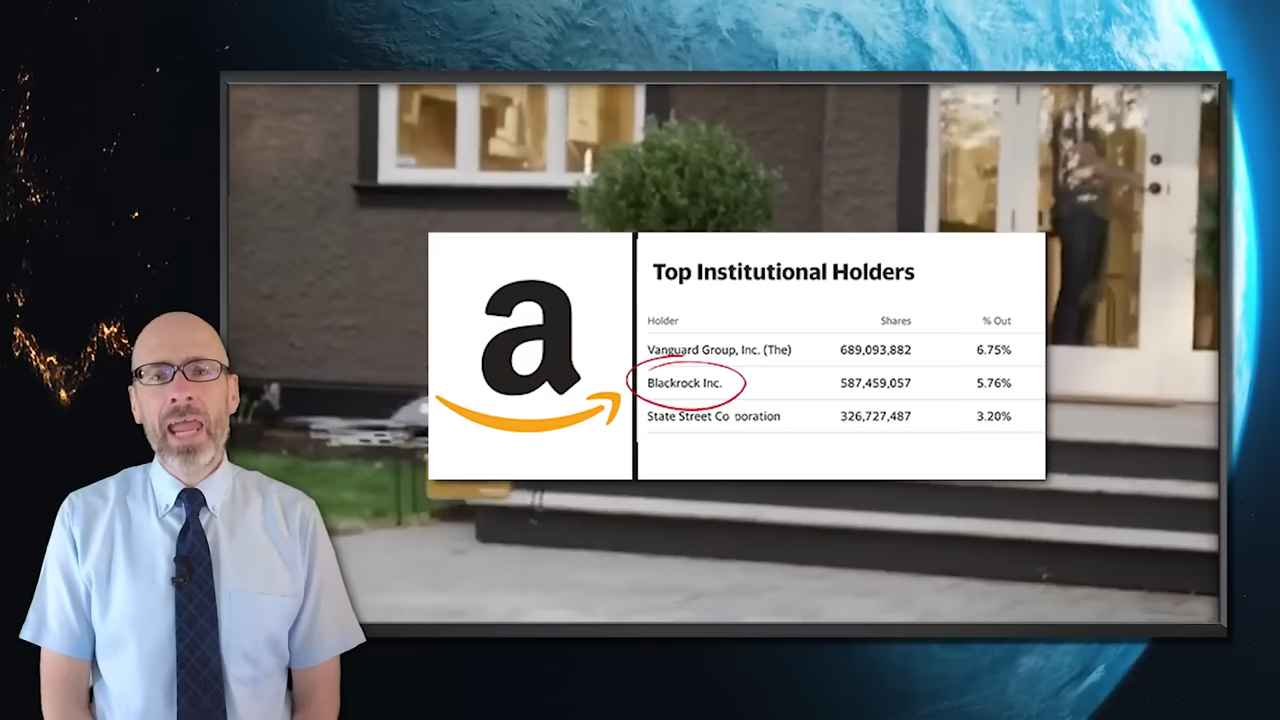 a
Top Institutional Holders
Holder Shares % Out
Vanguard Group, Inc. (The) 689,093,882 6.75%
Blackrock Inc. 587,459,057 5.76%
State Street Co poration 326,727,487 3.20%